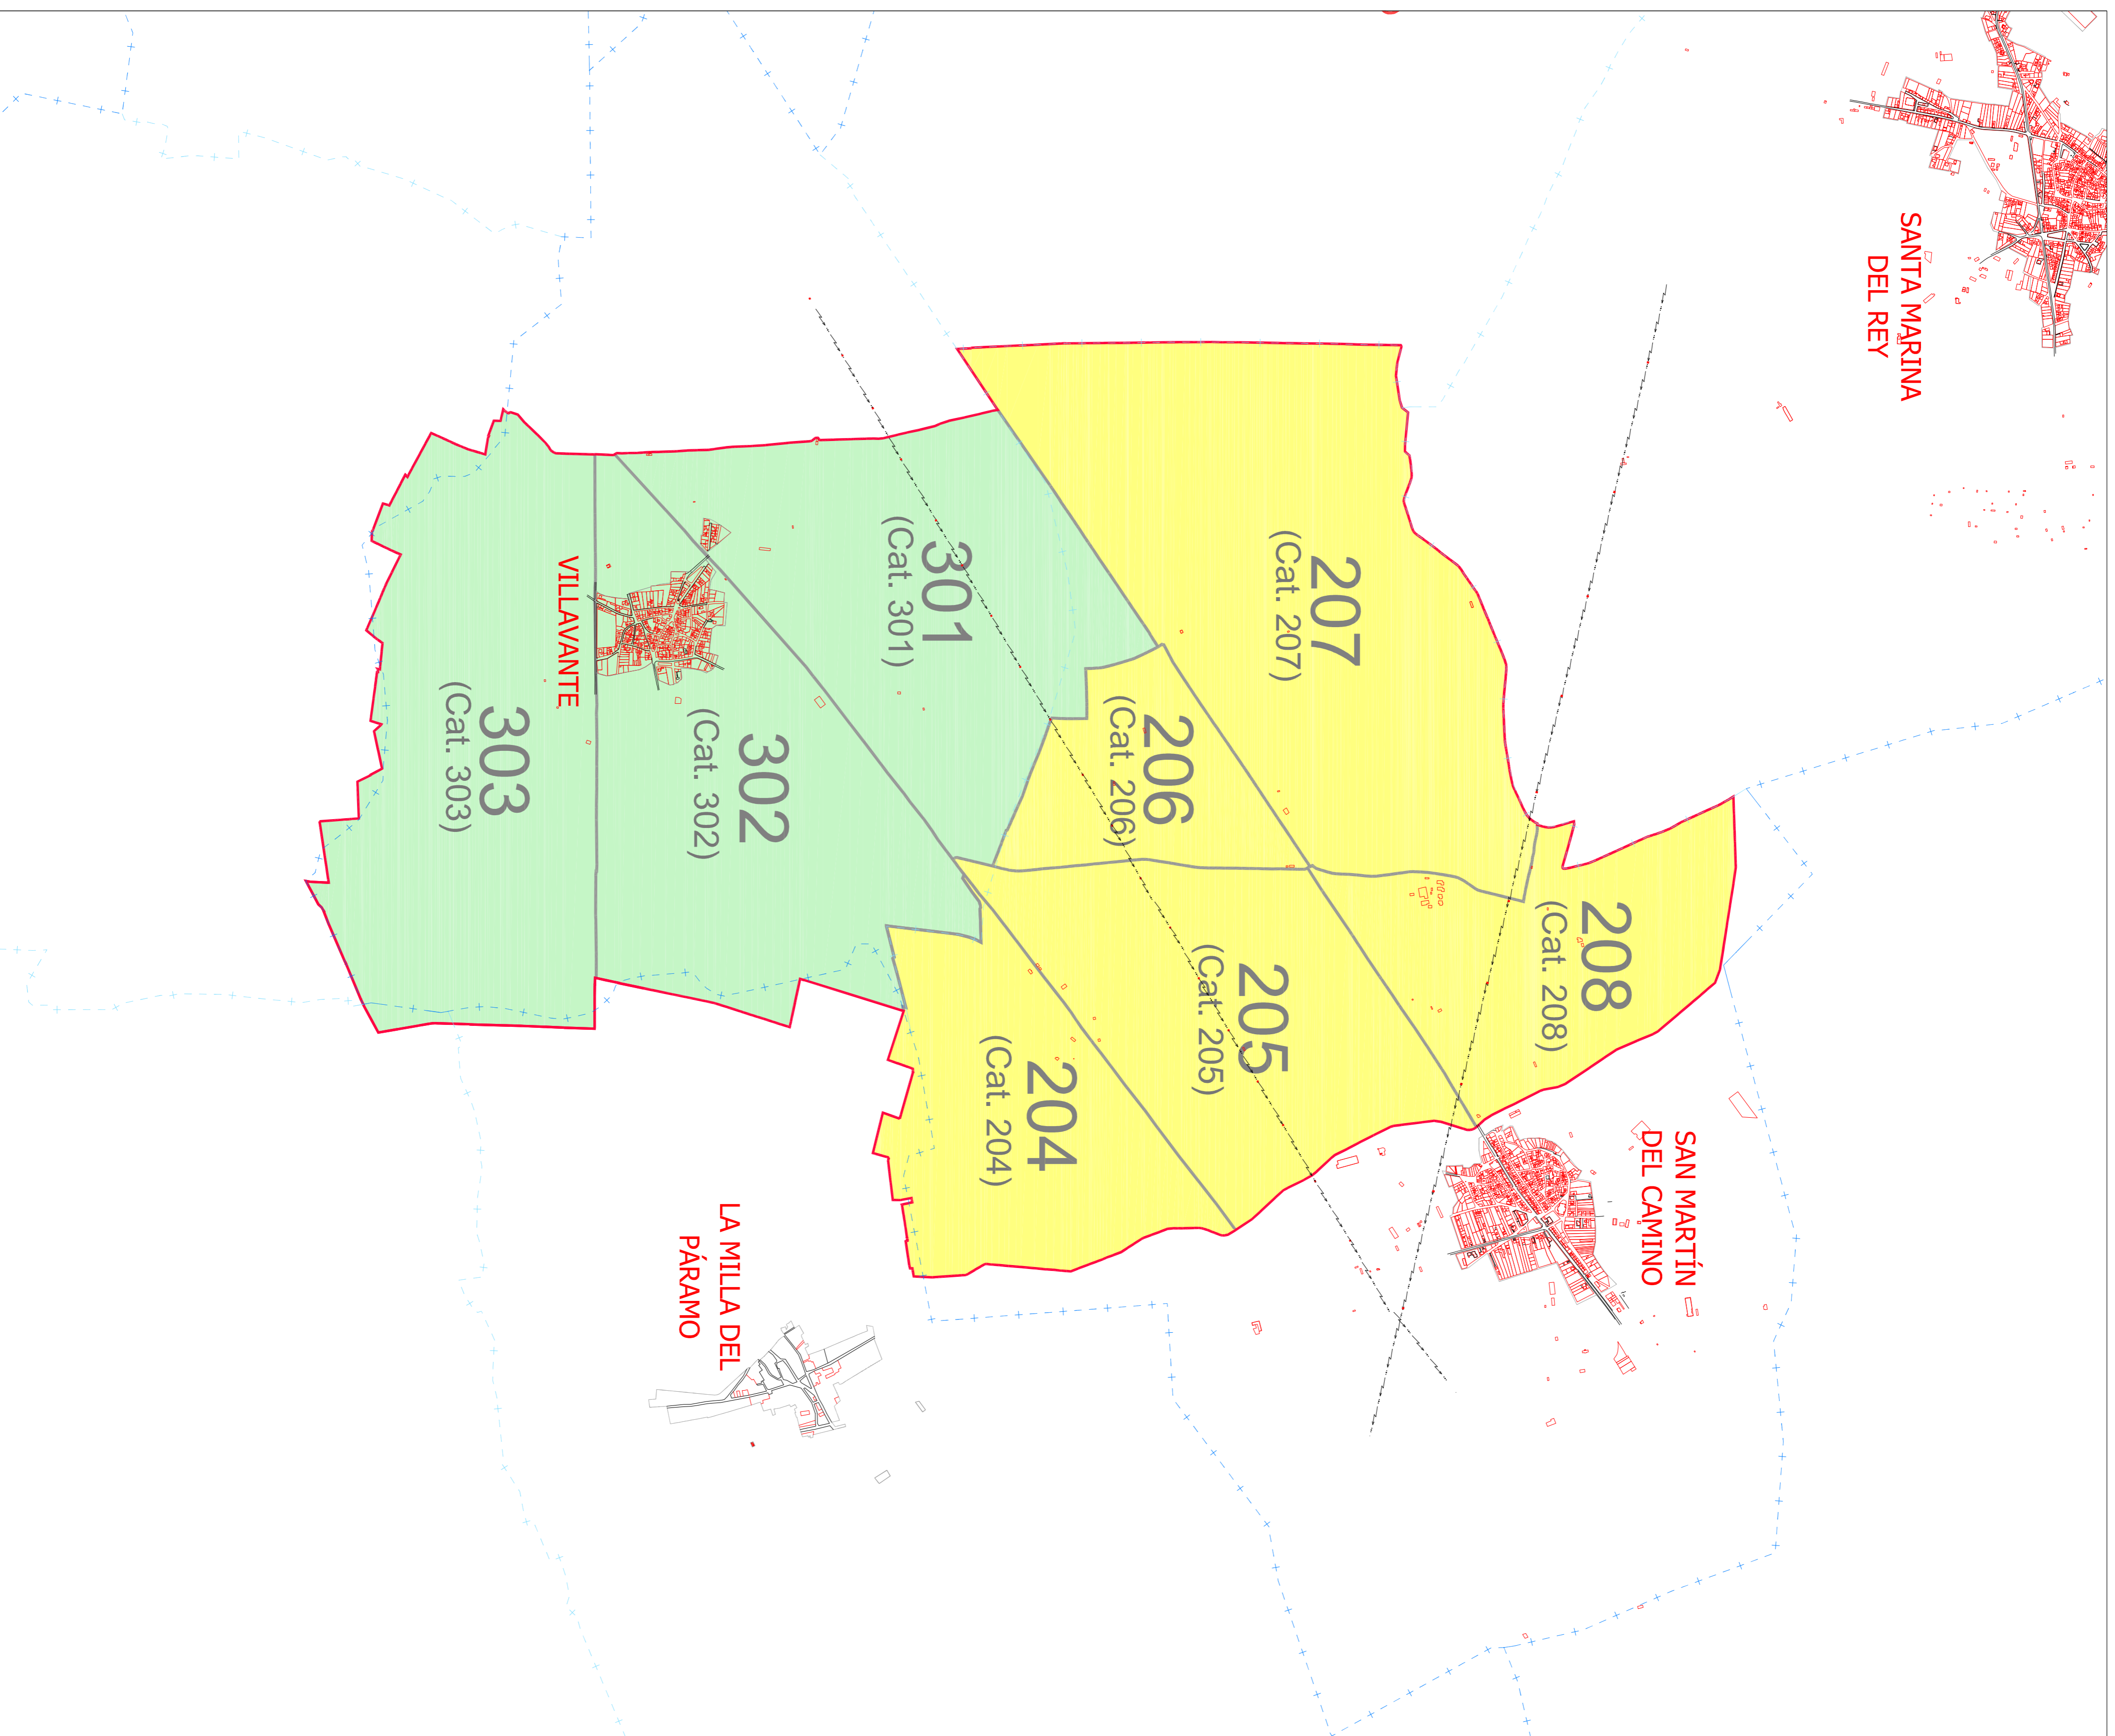 SANTA MARINA
DEL REY
207
(Cat. 207)
208
(Cat. 208)
301
(Cat. 301)
206
(Cat. 206)
205
(Cat. 205)
SAN MARTÍN
DEL CAMINO
VILLAVANTE
302
(Cat. 302)
303
(Cat. 303)
204
(Cat. 204)
LA MILLA DEL
PÁRAMO